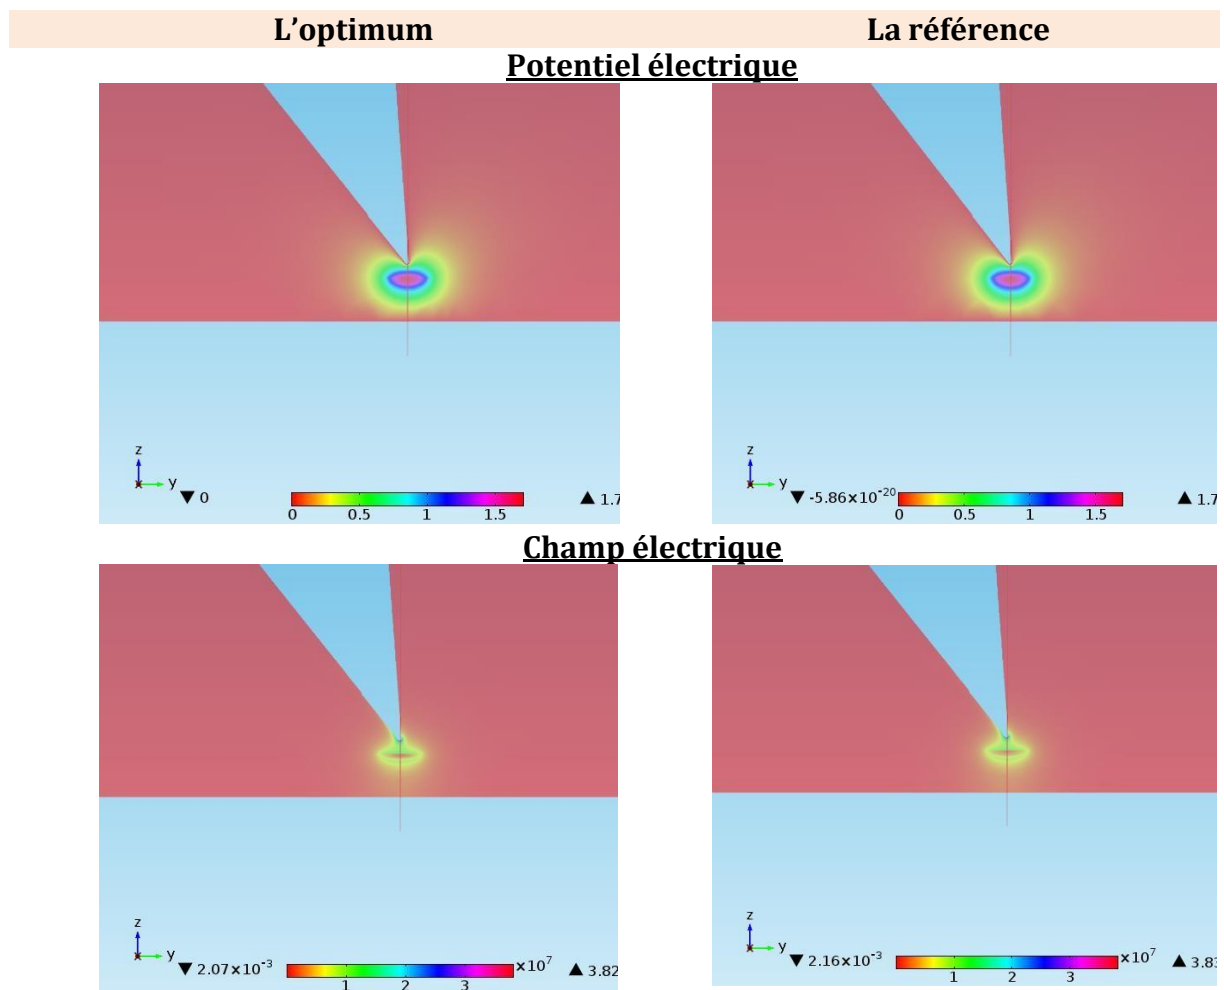 L'optimum La référence
Potentiel électrique
z z
y y
▼ 0 0 0.5 1 1.5 ▲ 1.7
▼ -5.86×10⁻²⁰ 0 0.5 1 1.5 ▲ 1.7
Champ électrique
z z
y y
▼ 2.07×10⁻³ 1 2 3 ×10⁷ ▲ 3.82
▼ 2.16×10⁻³ 1 2 3 ×10⁷ ▲ 3.83